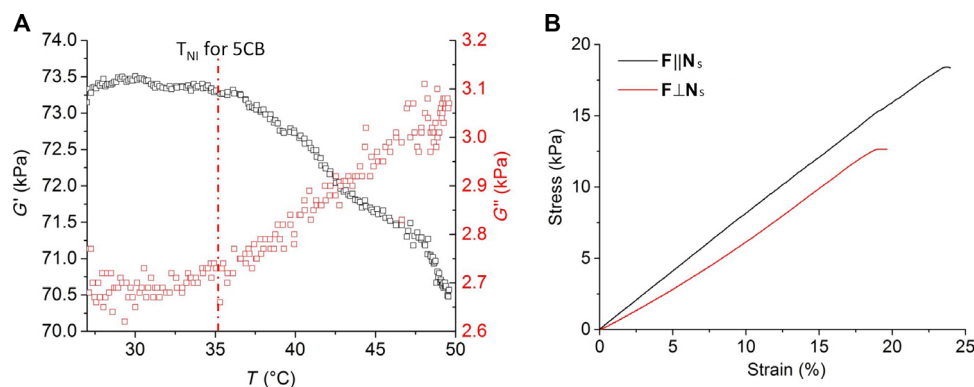 A
T_NI for 5CB
74.0
73.5
73.0
72.5
72.0
71.5
71.0
70.5
70.0
G' (kPa)
3.2
3.1
3.0
2.9
2.8
2.7
2.6
G" (kPa)
30 35 40 45 50
T (°C)
B
F||Ns
F⊥Ns
20
15
10
5
0
Stress (kPa)
0 5 10 15 20 25
Strain (%)